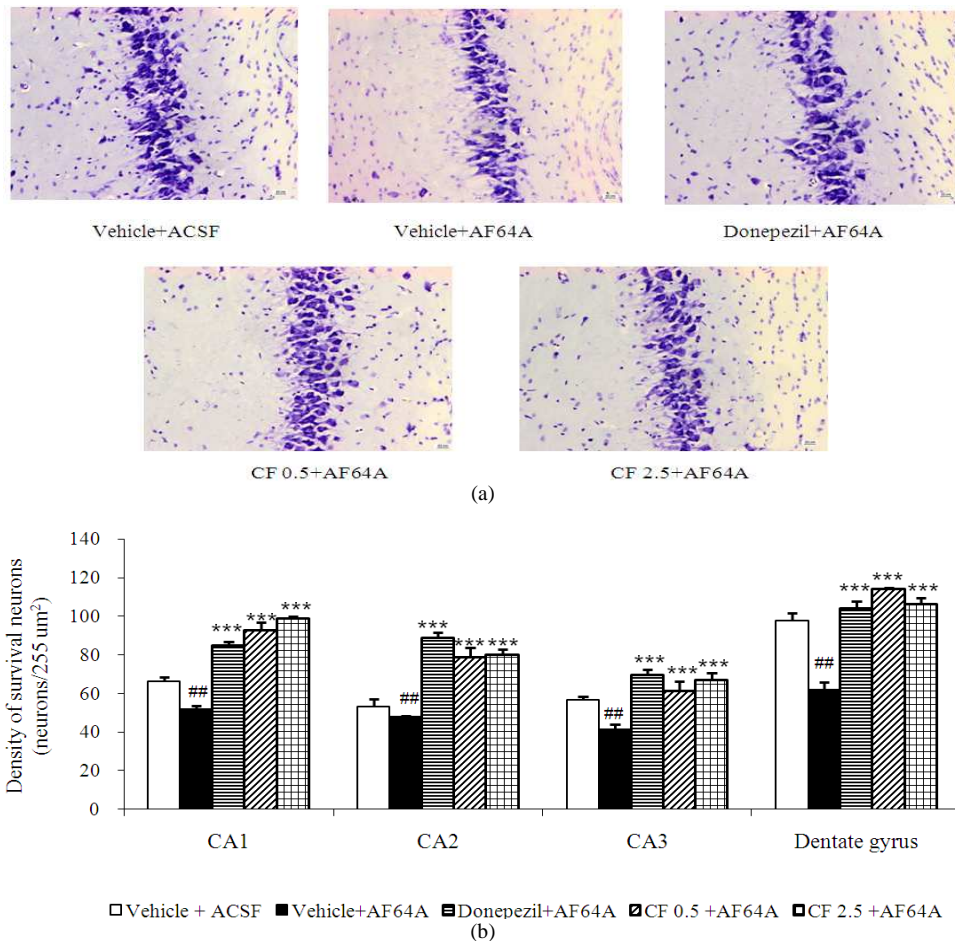 Vehicle+ACSF
Vehicle+AF64A
Donepezil+AF64A
CF 0.5+AF64A
CF 2.5+AF64A
(a)
Density of survival neurons
(neurons/255 um²)
140
120
100
80
60
40
20
0
##
***
***
***
##
***
***
***
##
***
***
***
##
***
***
***
CA1
CA2
CA3
Dentate gyrus
Vehicle + ACSF
Vehicle+AF64A
Donepezil+AF64A
CF 0.5 +AF64A
CF 2.5 +AF64A
(b)